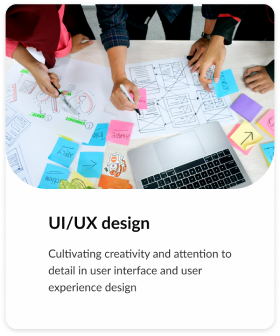 UI/UX design
Cultivating creativity and attention to
detail in user interface and user
experience design